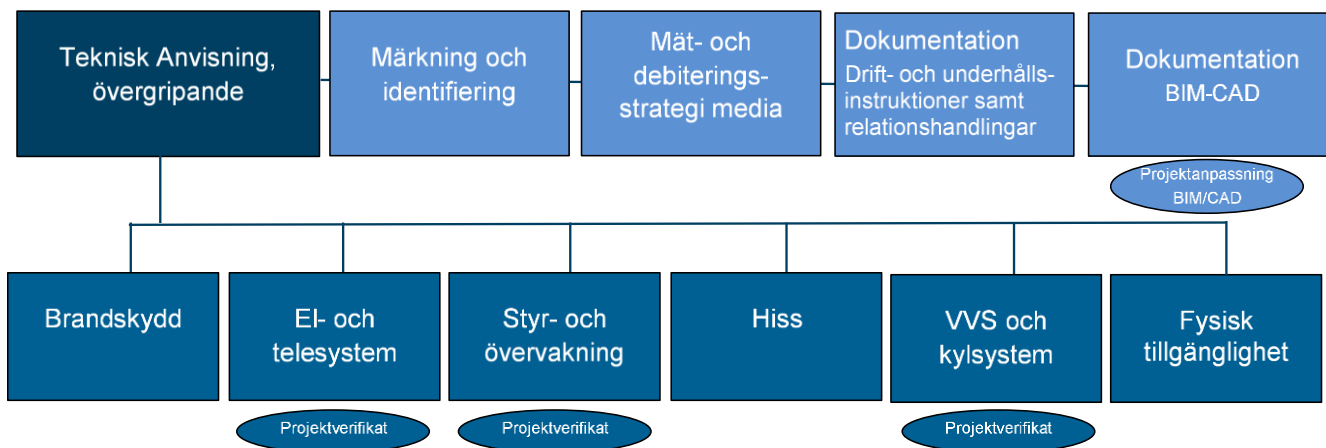 Teknisk Anvisning,
övergripande
Märkning och
identifiering
Mät- och
debiterings-
strategi media
Dokumentation
Drift- och underhålls-
instruktioner samt
relationshandlingar
Dokumentation
BIM-CAD
Projektanpassning
BIM/CAD
Brandskydd
El- och
telesystem
Projektverifikat
Styr- och
övervakning
Projektverifikat
Hiss
VVS och
kylsystem
Projektverifikat
Fysisk
tillgänglighet